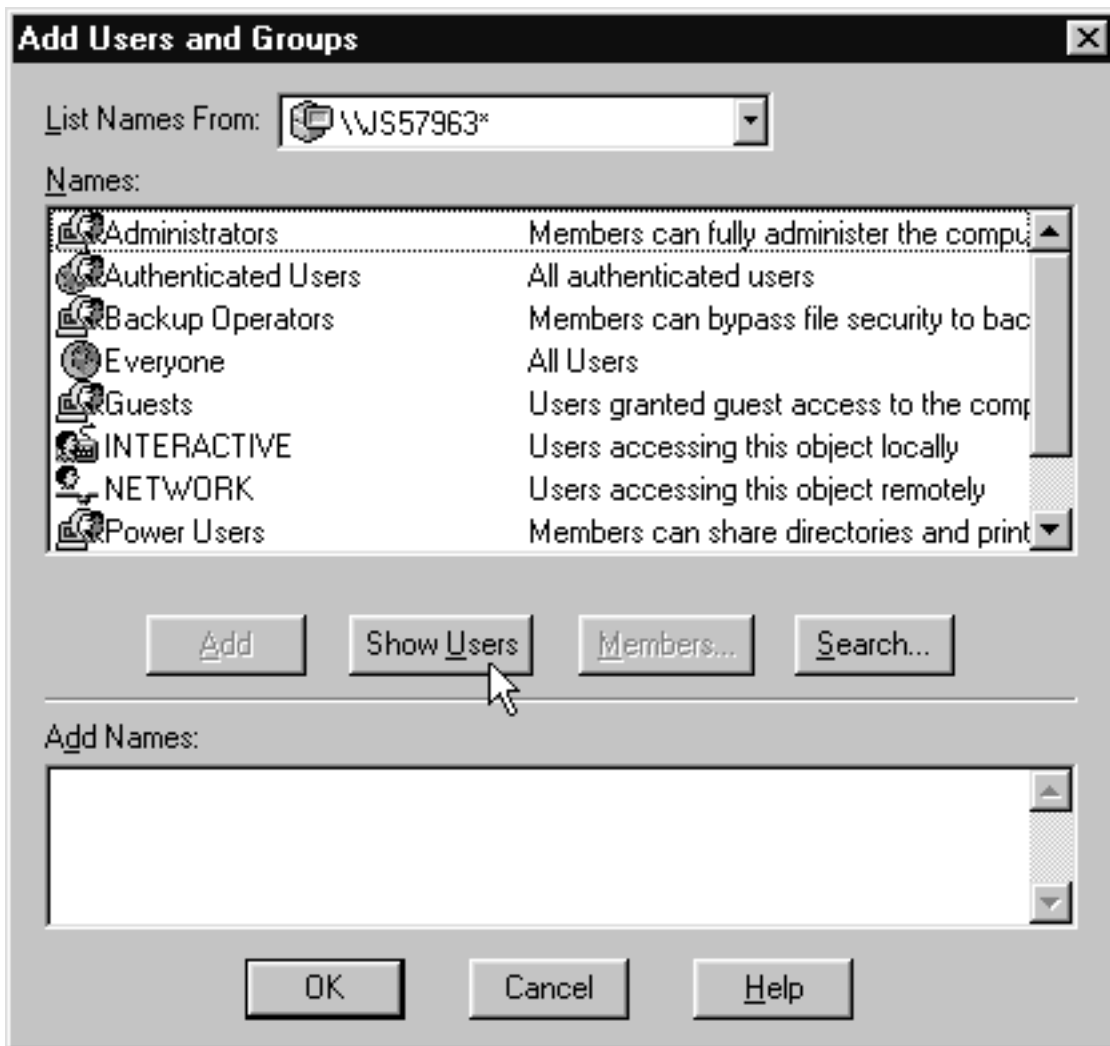 Add Users and Groups
List Names From: \\JS57963*
Names:
Administrators Members can fully administer the compu
Authenticated Users All authenticated users
Backup Operators Members can bypass file security to bac
Everyone All Users
Guests Users granted guest access to the comp
INTERACTIVE Users accessing this object locally
NETWORK Users accessing this object remotely
Power Users Members can share directories and print
Add Show Users Members... Search...
Add Names:
OK Cancel Help